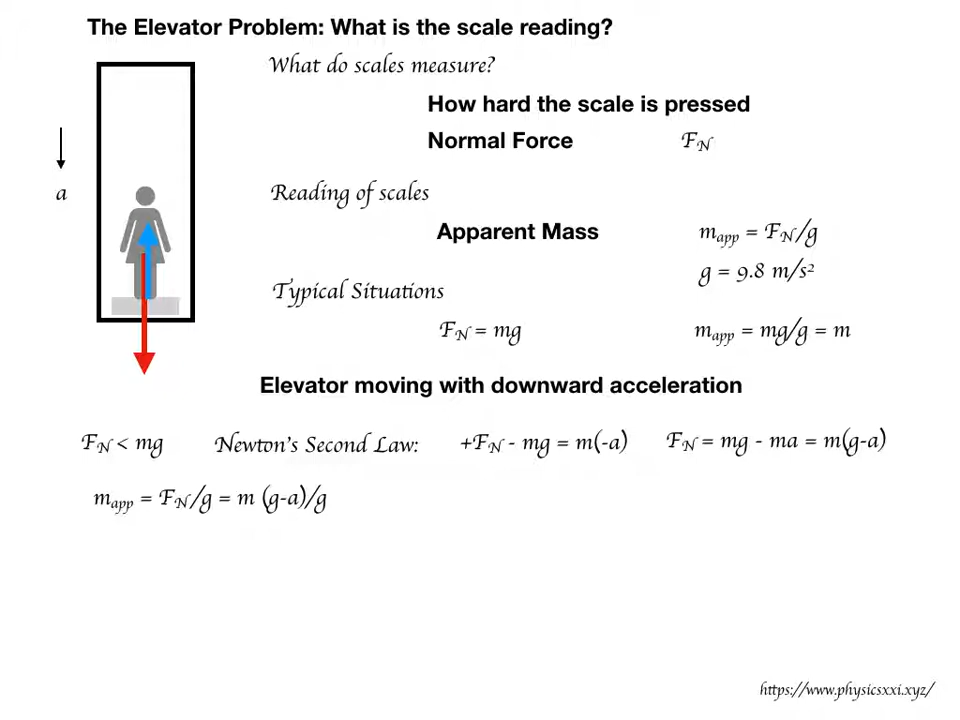 The Elevator Problem: What is the scale reading?
What do scales measure?
How hard the scale is pressed
Normal Force F_N
a
Reading of scales
Apparent Mass m_app = F_N/g
g = 9.8 m/s²
Typical Situations
F_N = mg m_app = mg/g = m
Elevator moving with downward acceleration
F_N < mg Newton's Second Law: +F_N - mg = m(-a) F_N = mg - ma = m(g-a)
m_app = F_N/g = m (g-a)/g
https://www.physicsxxi.xyz/